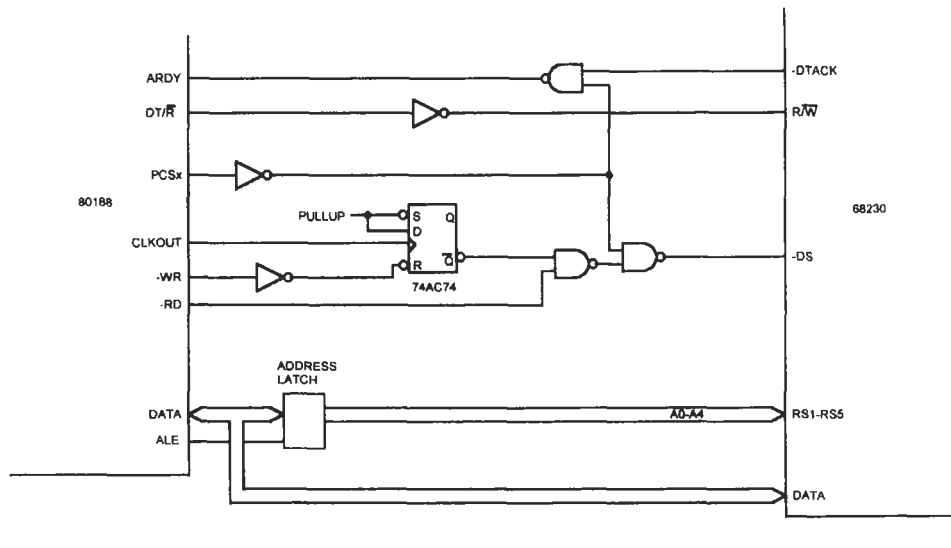 ARDY
-DTACK
DT/R̅
R/W̅
PCSx
80188
68230
PULLUP
S
Q
D
CLKOUT
Q̅
-DS
-WR
R
74AC74
-RD
ADDRESS
LATCH
DATA
A0-A4
RS1-RS5
ALE
DATA